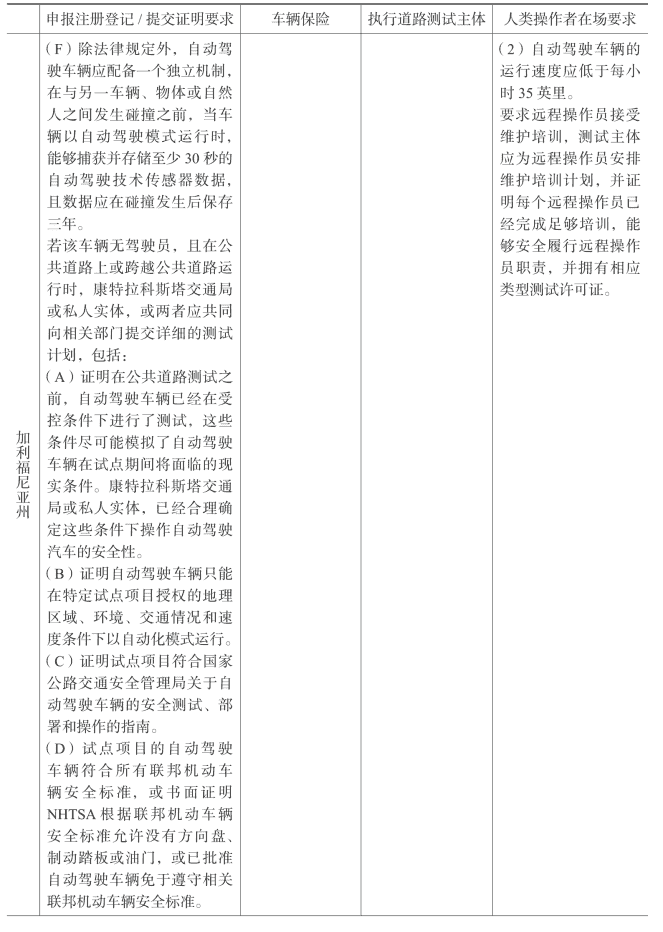 申报注册登记 / 提交证明要求
车辆保险
执行道路测试主体
人类操作者在场要求
加利福尼亚州
（F）除法律规定外，自动驾
驶车辆应配备一个独立机制，
在与另一车辆、物体或自然
人之间发生碰撞之前，当车
辆以自动驾驶模式运行时，
能够捕获并存储至少 30 秒的
自动驾驶技术传感器数据，
且数据应在碰撞发生后保存
三年。
若该车辆无驾驶员，且在公
共道路上或跨越公共道路运
行时，康特拉科斯塔交通局
或私人实体，或两者应共同
向相关部门提交详细的测试
计划，包括：
（A）证明在公共道路测试之
前，自动驾驶车辆已经在受
控条件下进行了测试，这些
条件尽可能模拟了自动驾驶
车辆在试点期间将面临的现
实条件。康特拉科斯塔交通
局或私人实体，已经合理确
定这些条件下操作自动驾驶
汽车的安全性。
（B）证明自动驾驶车辆只能
在特定试点项目授权的地理
区域、环境、交通情况和速
度条件下以自动化模式运行。
（C）证明试点项目符合国家
公路交通安全管理局关于自
动驾驶车辆的安全测试、部
署和操作的指南。
（D）试点项目的自动驾驶
车辆符合所有联邦机动车
辆安全标准，或书面证明
NHTSA 根据联邦机动车辆
安全标准允许没有方向盘、
制动踏板或油门，或已批准
自动驾驶车辆免于遵守相关
联邦机动车辆安全标准。
（2）自动驾驶车辆的
运行速度应低于每小
时 35 英里。
要求远程操作员接受
维护培训，测试主体
应为远程操作员安排
维护培训计划，并证
明每个远程操作员已
经完成足够培训，能
够安全履行远程操作
员职责，并拥有相应
类型测试许可证。